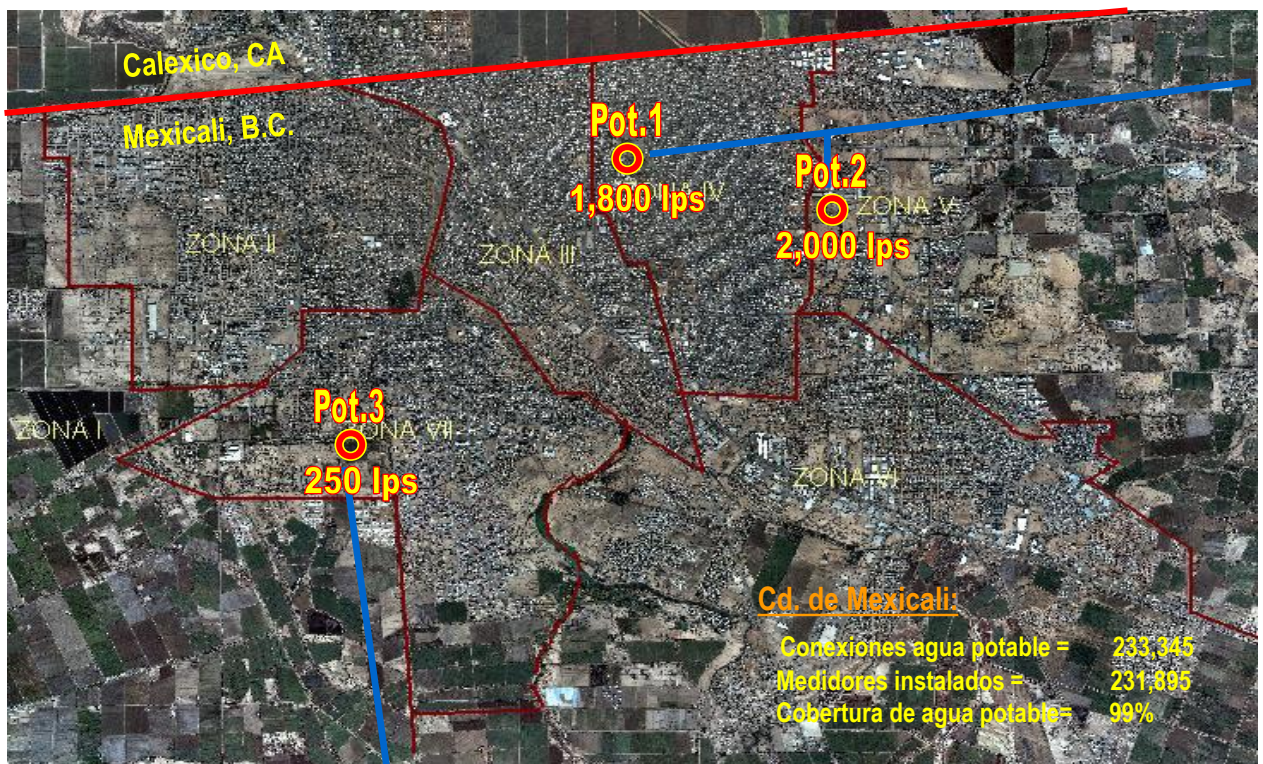 Calexico, CA
Mexicali, B.C.
Pot.1
1,800 lps
IV
Pot.2
ZONA V
2,000 lps
ZONA II
ZONA III
Pot.3
ZONA I
ZONA VII
250 lps
ZONA VI
Cd. de Mexicali:
Conexiones agua potable = 233,345
Medidores instalados = 231,895
Cobertura de agua potable= 99%